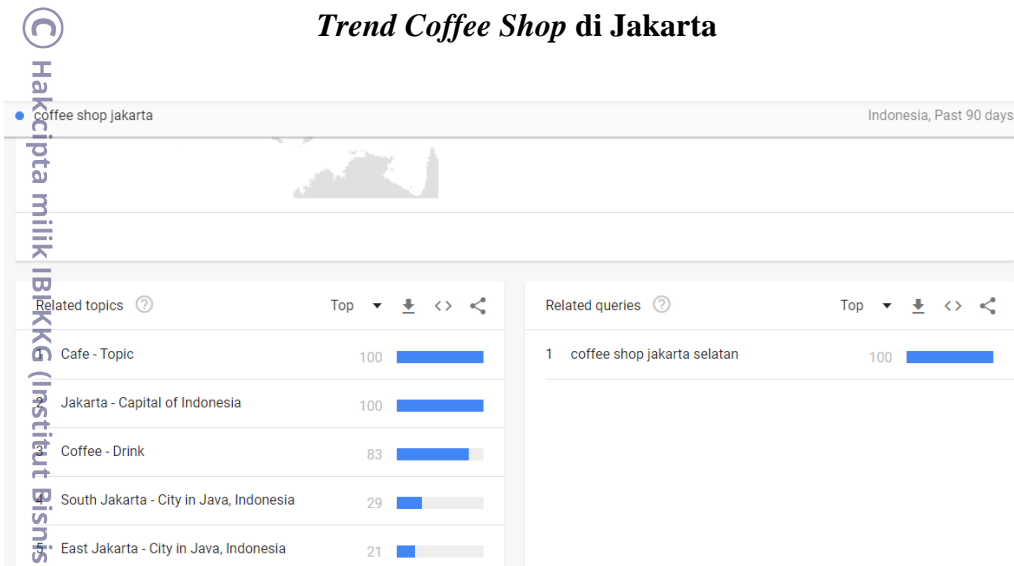 Trend Coffee Shop di Jakarta
© Hak cipta milik IBIKKG (Institut Bisnis
coffee shop jakarta
Indonesia, Past 90 days
Related topics ?
Top
1 Cafe - Topic 100
2 Jakarta - Capital of Indonesia 100
3 Coffee - Drink 83
4 South Jakarta - City in Java, Indonesia 29
5 East Jakarta - City in Java, Indonesia 21
Related queries ?
Top
1 coffee shop jakarta selatan 100